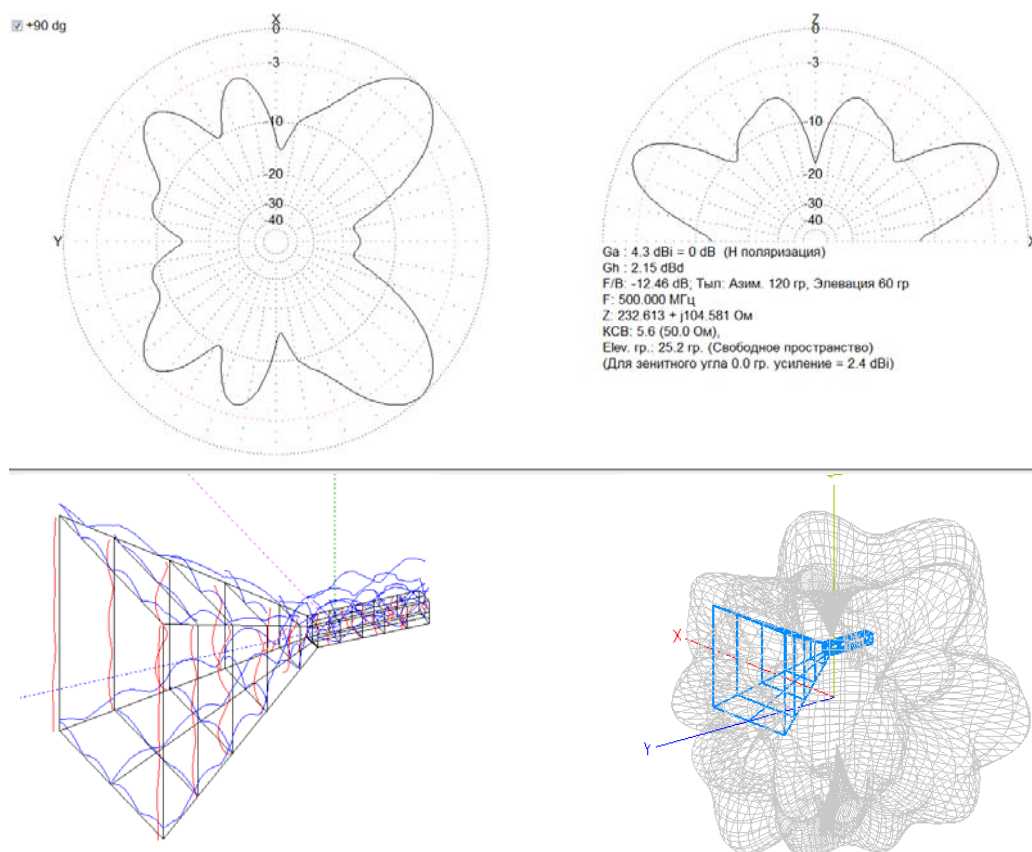 +90 dg
X
0
-3
-10
-20
-30
-40
Y
Z
0
-3
-10
-20
-30
-40
X
Ga : 4.3 dBi = 0 dB (H поляризация)
Gh : 2.15 dBd
F/B: -12.46 dB; Тыл: Азим. 120 гр, Элевация 60 гр
F: 500.000 МГц
Z: 232.613 + j104.581 Ом
КСВ: 5.6 (50.0 Ом),
Elev. гр.: 25.2 гр. (Свободное пространство)
(Для зенитного угла 0.0 гр. усиление = 2.4 dBi)
X
Y